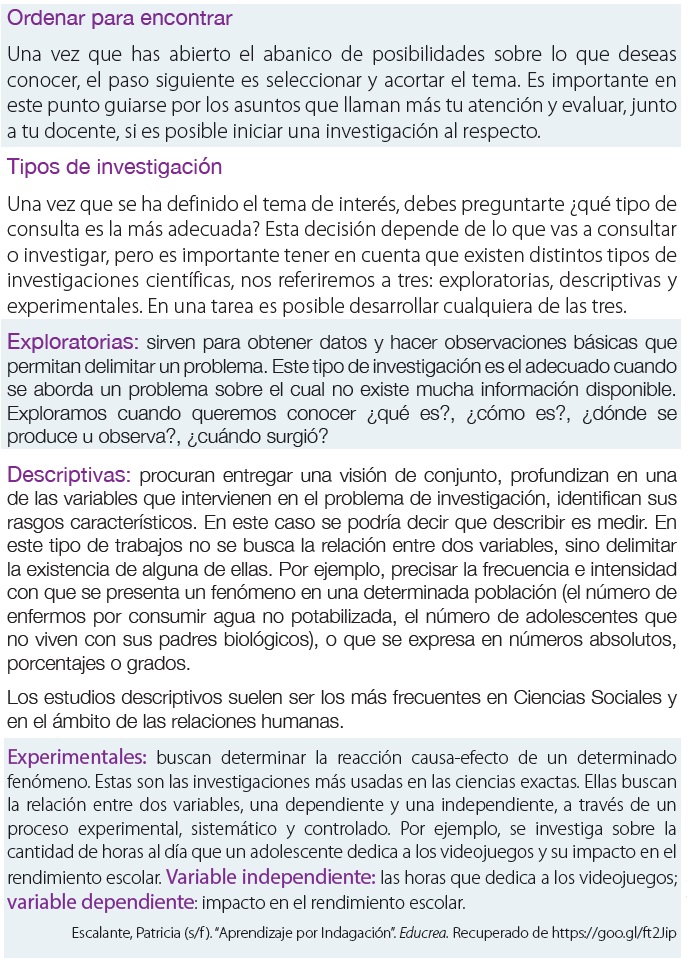 Ordenar para encontrar
Una vez que has abierto el abanico de posibilidades sobre lo que deseas
conocer, el paso siguiente es seleccionar y acortar el tema. Es importante en
este punto guiarse por los asuntos que llaman más tu atención y evaluar, junto
a tu docente, si es posible iniciar una investigación al respecto.
Tipos de investigación
Una vez que se ha definido el tema de interés, debes preguntarte ¿qué tipo de
consulta es la más adecuada? Esta decisión depende de lo que vas a consultar
o investigar, pero es importante tener en cuenta que existen distintos tipos de
investigaciones científicas, nos referiremos a tres: exploratorias, descriptivas y
experimentales. En una tarea es posible desarrollar cualquiera de las tres.
Exploratorias: sirven para obtener datos y hacer observaciones básicas que
permitan delimitar un problema. Este tipo de investigación es el adecuado cuando
se aborda un problema sobre el cual no existe mucha información disponible.
Exploramos cuando queremos conocer ¿qué es?, ¿cómo es?, ¿dónde se
produce u observa?, ¿cuándo surgió?
Descriptivas: procuran entregar una visión de conjunto, profundizan en una
de las variables que intervienen en el problema de investigación, identifican sus
rasgos característicos. En este caso se podría decir que describir es medir. En
este tipo de trabajos no se busca la relación entre dos variables, sino delimitar
la existencia de alguna de ellas. Por ejemplo, precisar la frecuencia e intensidad
con que se presenta un fenómeno en una determinada población (el número de
enfermos por consumir agua no potabilizada, el número de adolescentes que
no viven con sus padres biológicos), o que se expresa en números absolutos,
porcentajes o grados.
Los estudios descriptivos suelen ser los más frecuentes en Ciencias Sociales y
en el ámbito de las relaciones humanas.
Experimentales: buscan determinar la reacción causa-efecto de un determinado
fenómeno. Estas son las investigaciones más usadas en las ciencias exactas. Ellas buscan
la relación entre dos variables, una dependiente y una independiente, a través de un
proceso experimental, sistemático y controlado. Por ejemplo, se investiga sobre la
cantidad de horas al día que un adolescente dedica a los videojuegos y su impacto en el
rendimiento escolar. Variable independiente: las horas que dedica a los videojuegos;
variable dependiente: impacto en el rendimiento escolar.
Escalante, Patricia (s/f). “Aprendizaje por Indagación”. Educrea. Recuperado de https://goo.gl/ft2Jip